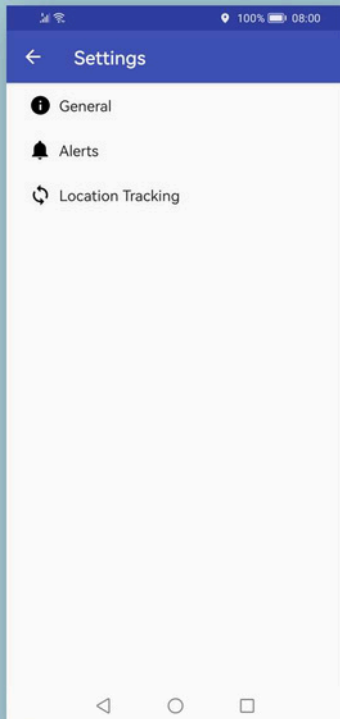 100% 08:00
Settings
General
Alerts
Location Tracking